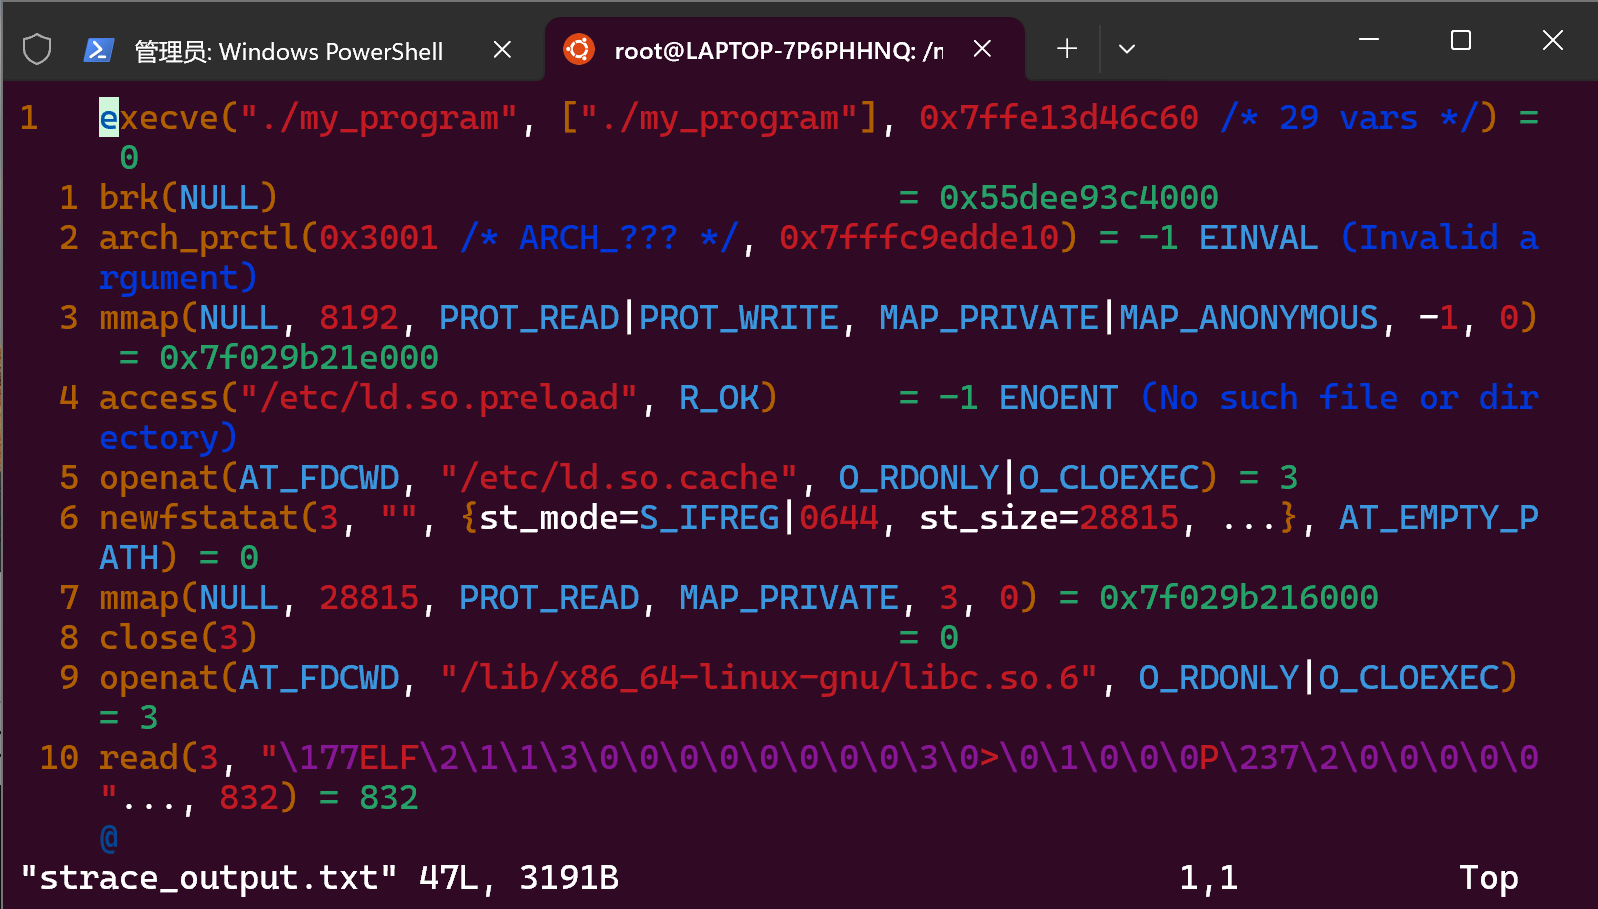 管理员: Windows PowerShell
root@LAPTOP-7P6PHHNQ: /n
1 execve("./my_program", ["./my_program"], 0x7ffe13d46c60 /* 29 vars */) =
0
1 brk(NULL) = 0x55dee93c4000
2 arch_prctl(0x3001 /* ARCH_??? */, 0x7fffc9edde10) = -1 EINVAL (Invalid a
rgument)
3 mmap(NULL, 8192, PROT_READ|PROT_WRITE, MAP_PRIVATE|MAP_ANONYMOUS, -1, 0)
= 0x7f029b21e000
4 access("/etc/ld.so.preload", R_OK) = -1 ENOENT (No such file or dir
ectory)
5 openat(AT_FDCWD, "/etc/ld.so.cache", O_RDONLY|O_CLOEXEC) = 3
6 newfstatat(3, "", {st_mode=S_IFREG|0644, st_size=28815, ...}, AT_EMPTY_P
ATH) = 0
7 mmap(NULL, 28815, PROT_READ, MAP_PRIVATE, 3, 0) = 0x7f029b216000
8 close(3) = 0
9 openat(AT_FDCWD, "/lib/x86_64-linux-gnu/libc.so.6", O_RDONLY|O_CLOEXEC)
= 3
10 read(3, "\177ELF\2\1\1\3\0\0\0\0\0\0\0\0\3\0>\0\1\0\0\0P\237\2\0\0\0\0\0
"..., 832) = 832
@
"strace_output.txt" 47L, 3191B 1,1 Top